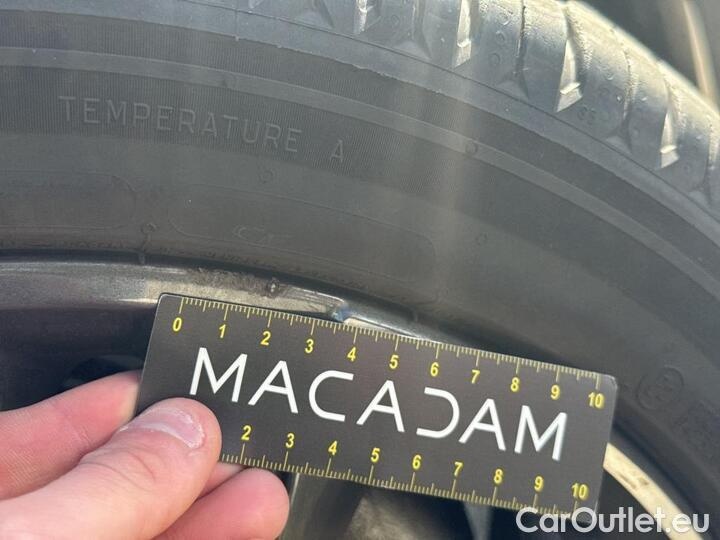 TEMPERATURE A
0 1 2 3 4 5 6 7 8 9 10
MACADAM
2 3 4 5 6 7 8 9 10
CarOutlet.eu